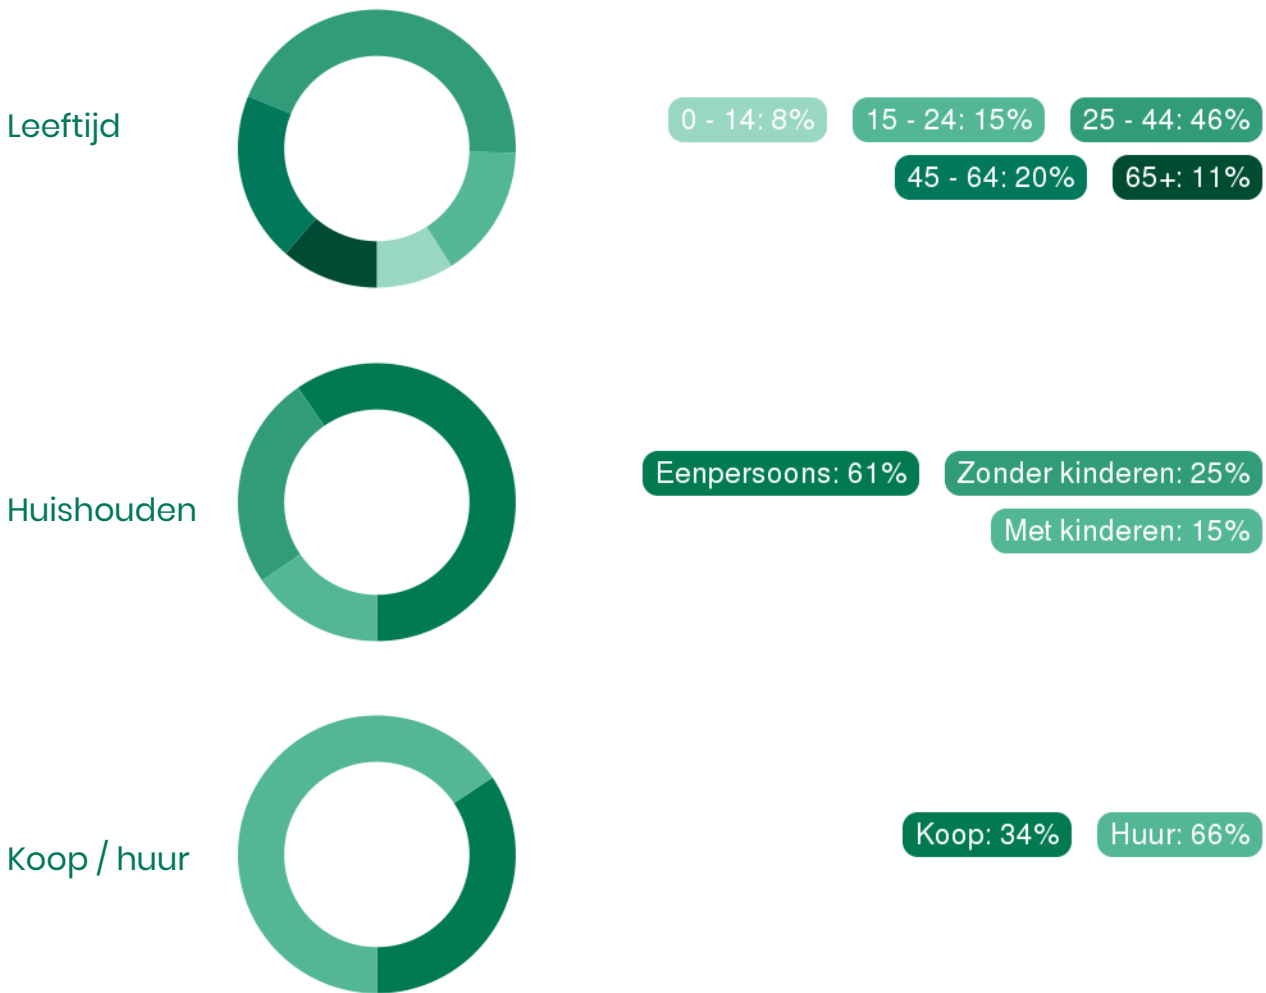 Leeftijd
0 - 14: 8% 15 - 24: 15% 25 - 44: 46%
45 - 64: 20% 65+: 11%
Huishouden
Eenpersoons: 61% Zonder kinderen: 25%
Met kinderen: 15%
Koop / huur
Koop: 34% Huur: 66%